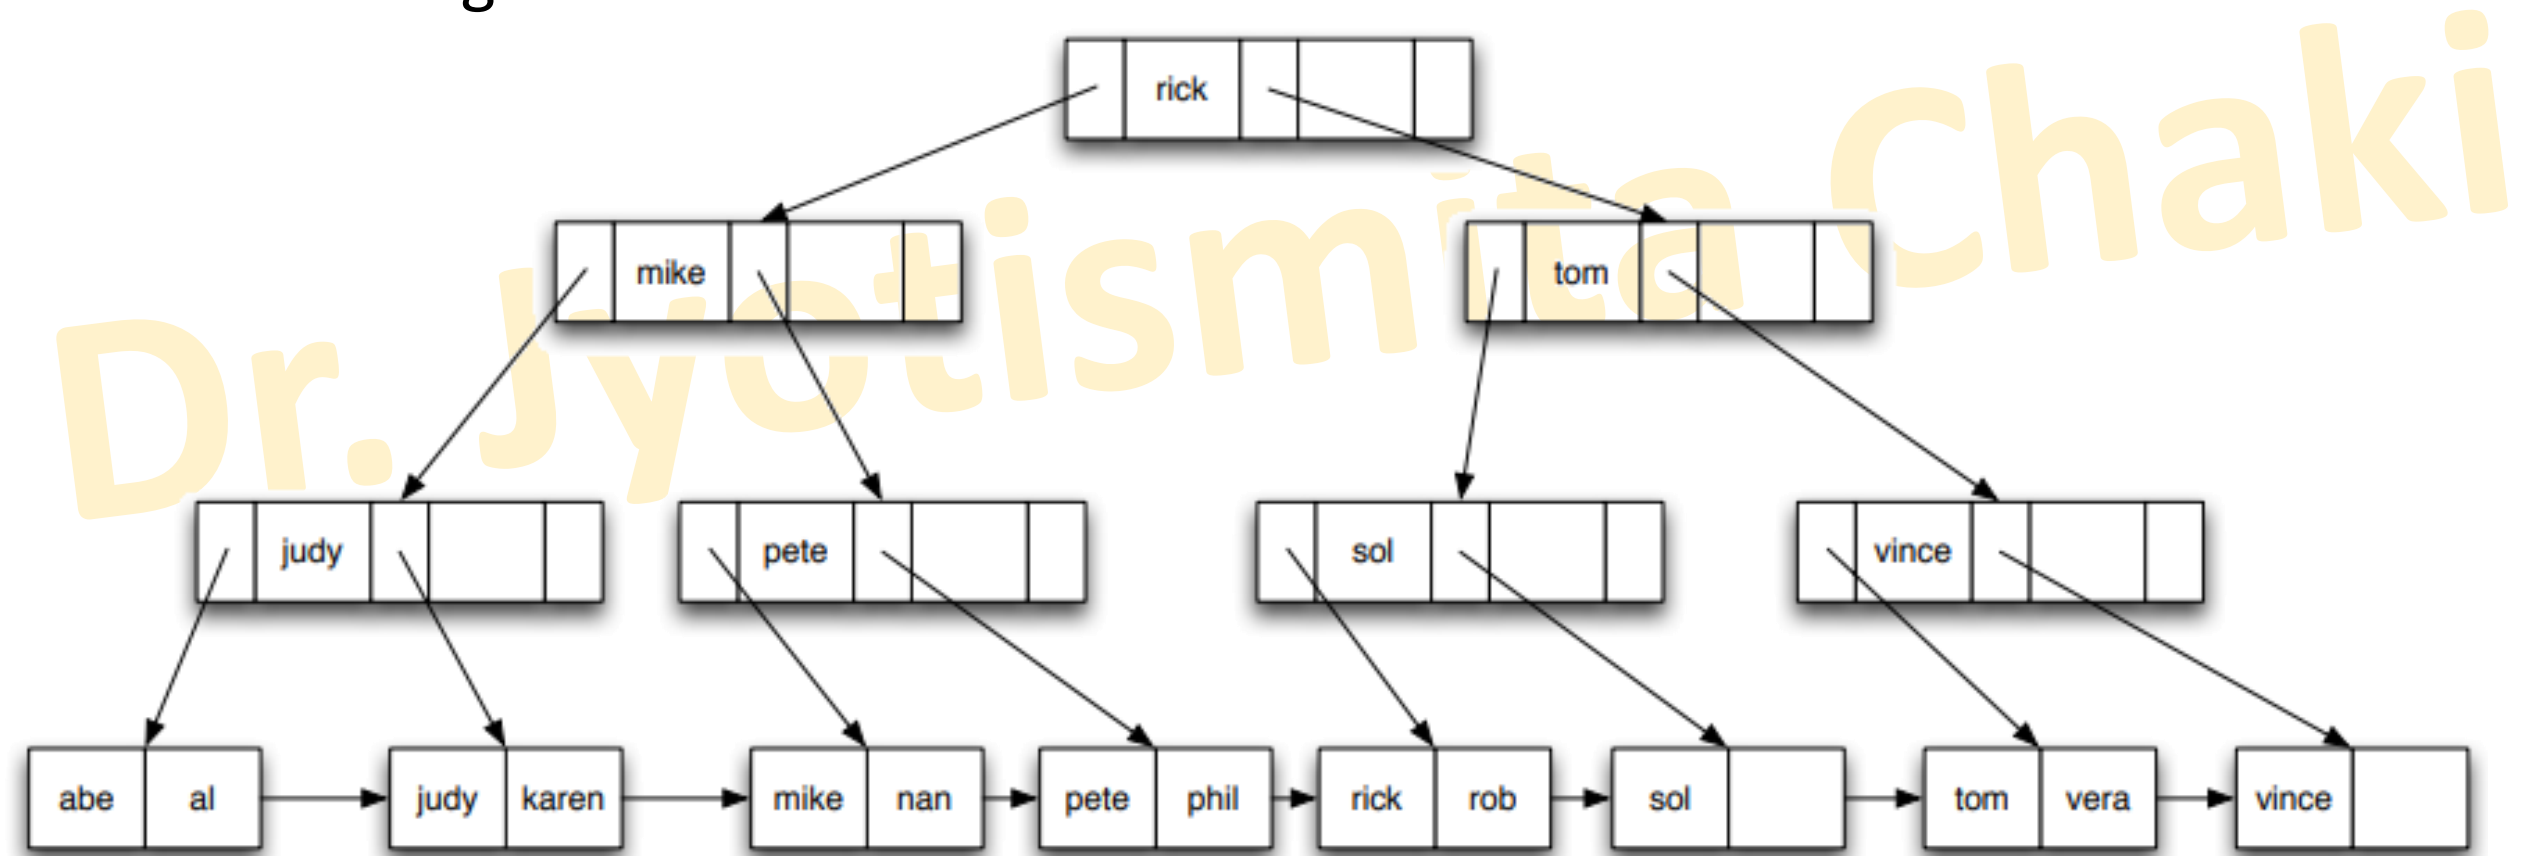 rick
mike tom
judy pete sol vince
abe al judy karen mike nan pete phil rick rob sol tom vera vince
Dr. Jyotismita Chaki